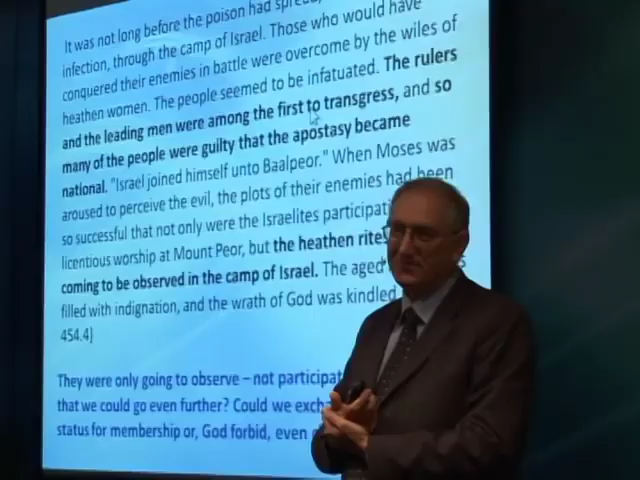 It was not long before the poison had spread,
infection, through the camp of Israel. Those who would have
conquered their enemies in battle were overcome by the wiles of
heathen women. The people seemed to be infatuated. The rulers
and the leading men were among the first to transgress, and so
many of the people were guilty that the apostasy became
national. "Israel joined himself unto Baalpeor." When Moses was
aroused to perceive the evil, the plots of their enemies had been
so successful that not only were the Israelites participati
licentious worship at Mount Peor, but the heathen rite
coming to be observed in the camp of Israel. The aged
filled with indignation, and the wrath of God was kindled
454.4}
They were only going to observe – not participat
that we could go even further? Could we exch
status for membership or, God forbid, even